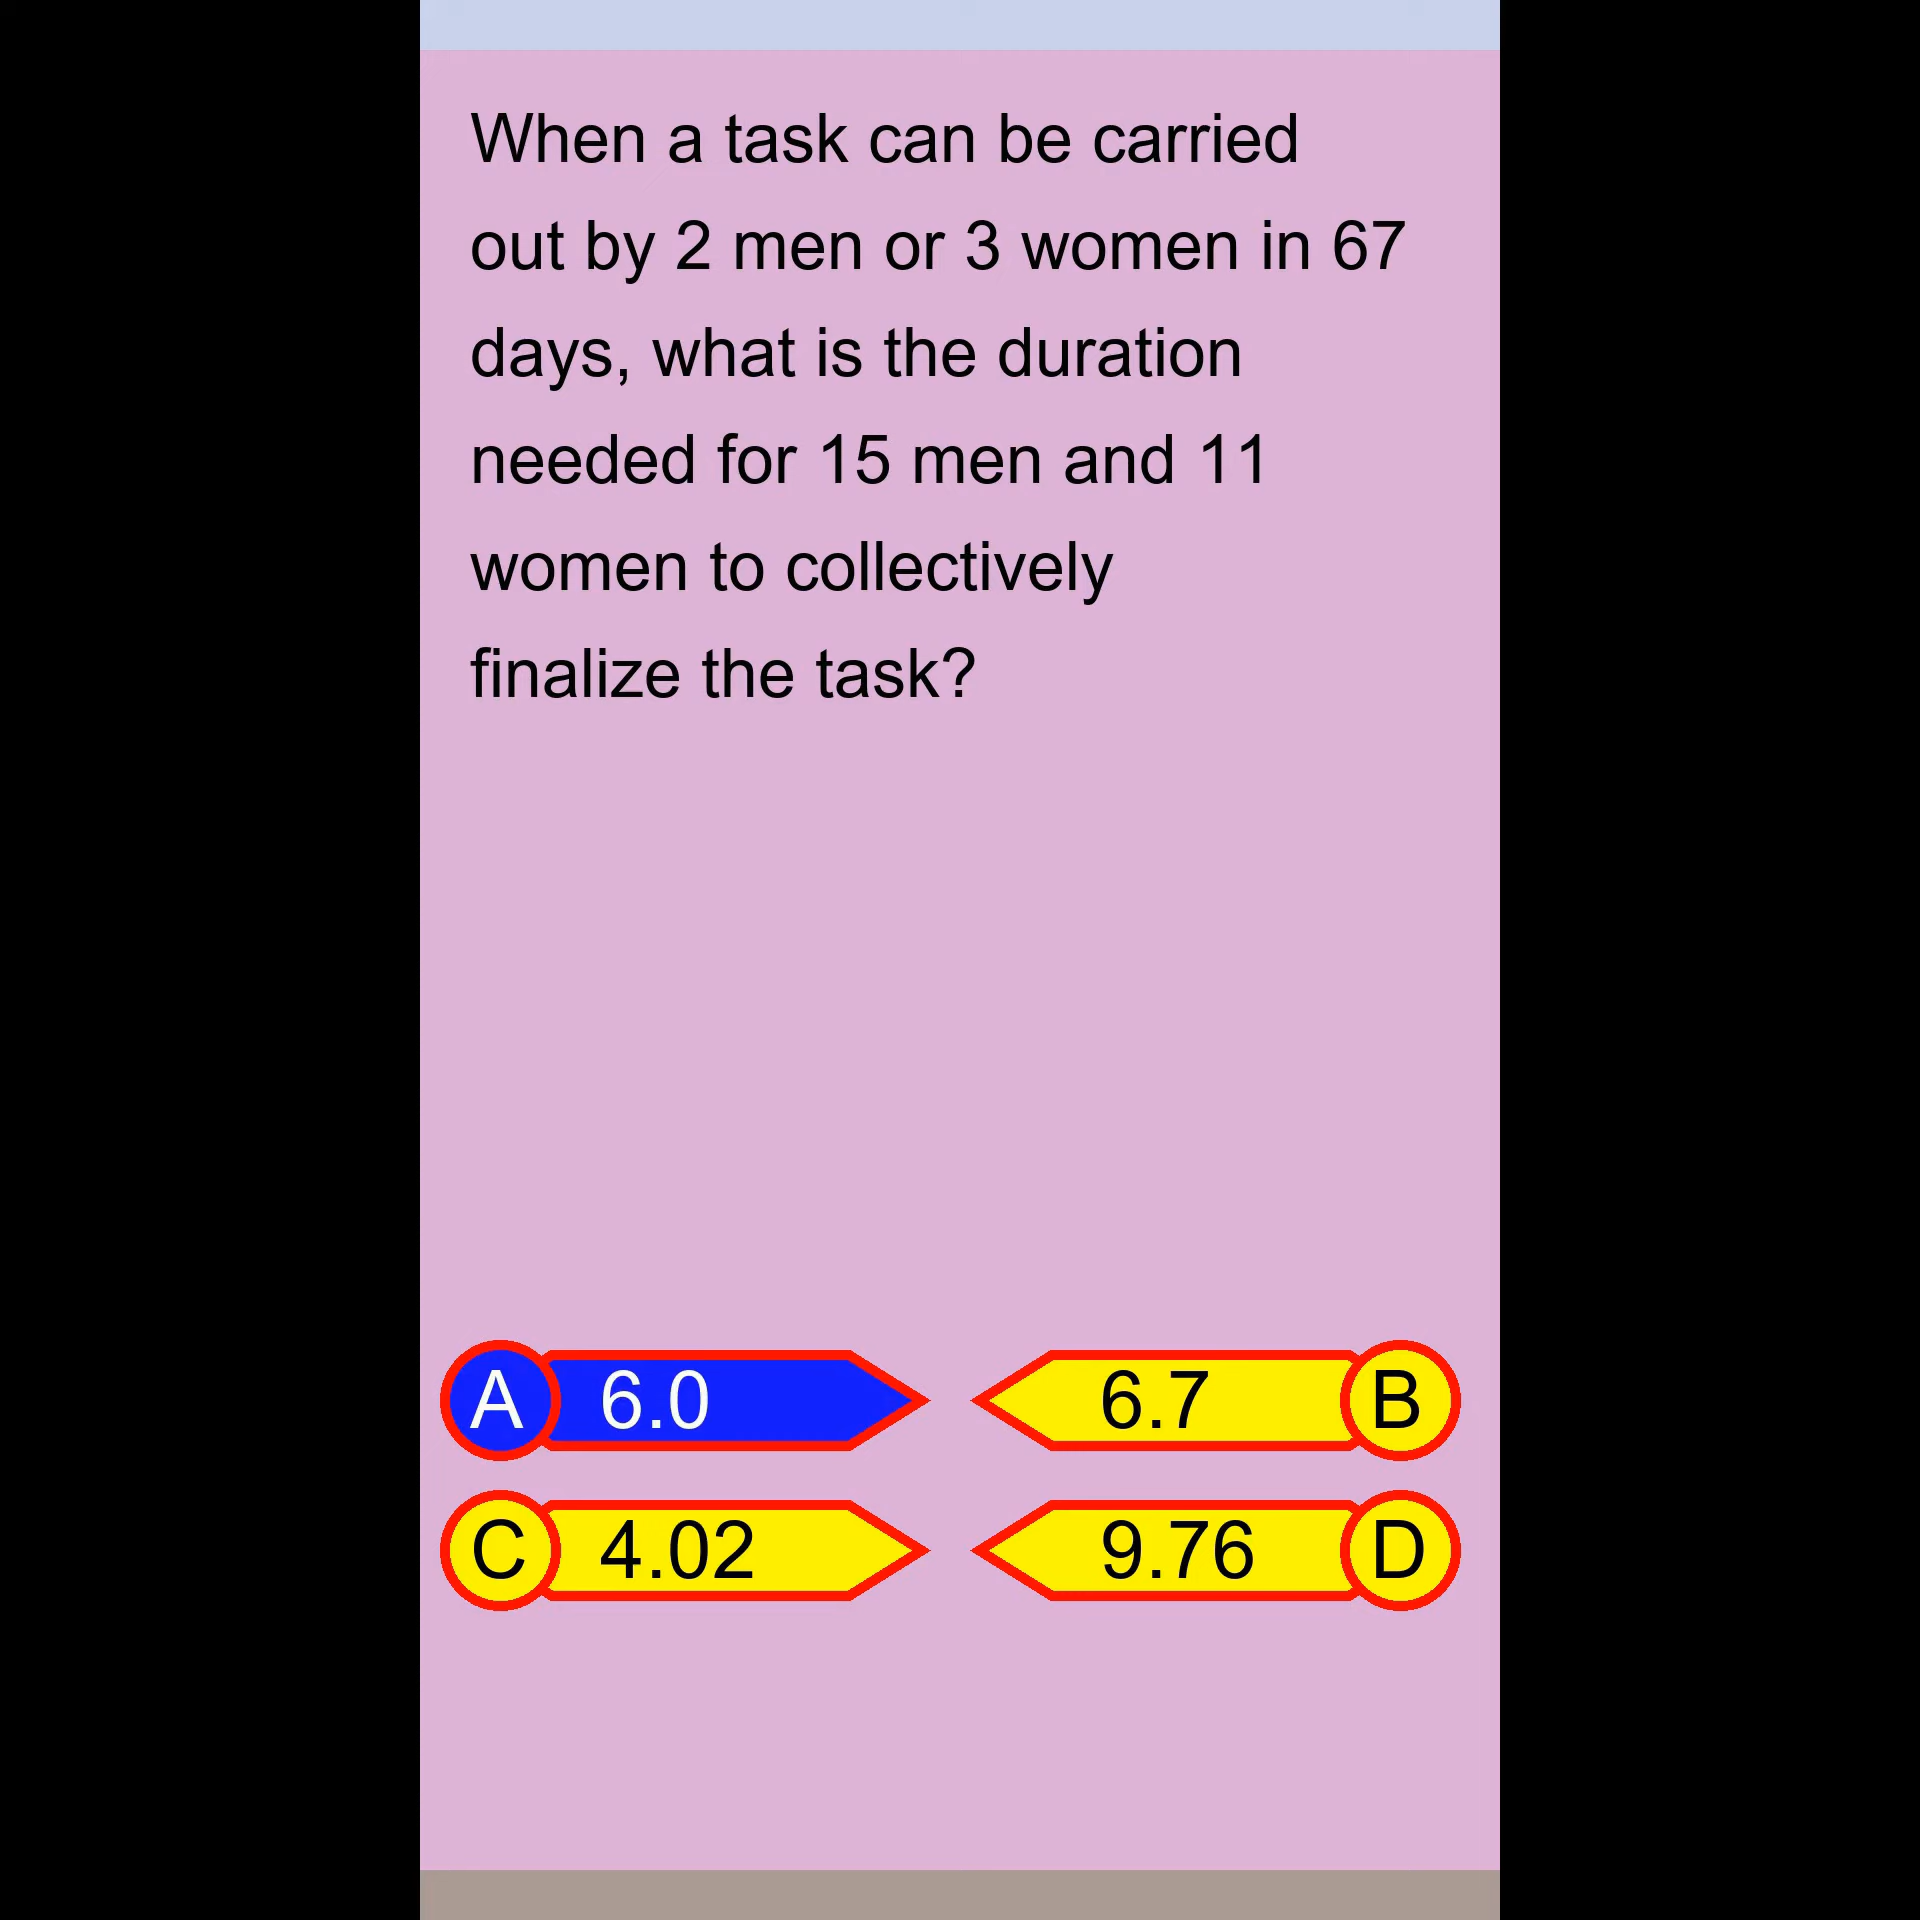 When a task can be carried
out by 2 men or 3 women in 67
days, what is the duration
needed for 15 men and 11
women to collectively
finalize the task?
A 6.0
6.7 B
C 4.02
9.76 D